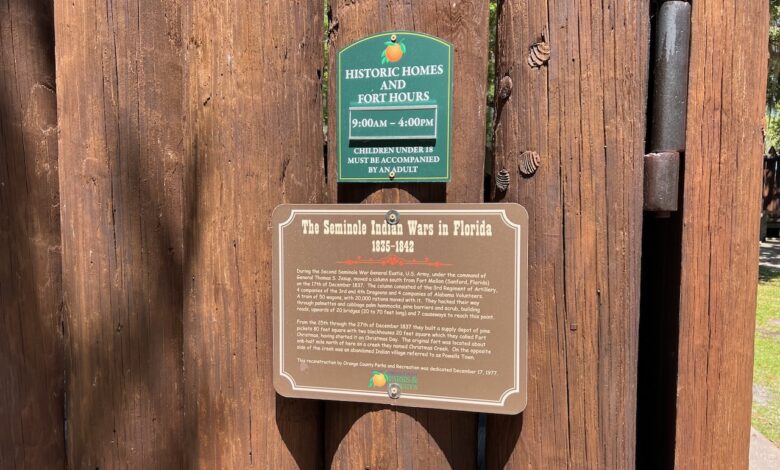 HISTORIC HOMES
AND
FORT HOURS
9:00AM – 4:00PM
CHILDREN UNDER 18
MUST BE ACCOMPANIED
BY AN ADULT
The Seminole Indian Wars in Florida
1835-1842
During the Second Seminole War General Eustis, U.S. Army, under the command of
General Thomas S. Jesup, moved a column south from Fort Mellon (Sanford, Florida)
on the 17th of December 1837. The column consisted of the 3rd Regiment of Artillery,
4 companies of the 3rd and 4th Dragoons and 4 companies of Alabama Volunteers.
A train of 50 wagons, with 20,000 rations moved with it. They hacked their way
through palmettos and cabbage palm hammocks, pine barriers and scrub, building
roads, upwards of 20 bridges (20 to 70 feet long) and 7 causeways to reach this point.
From the 25th through the 27th of December 1837 they built a supply depot of pine
pickets 80 foot square with two blockhouses 20 foot square which they called Fort
Christmas, having started it on Christmas Day. The original fort was located about
one-half mile north of here on a creek they named Christmas Creek. On the opposite
side of the creek was an abandoned Indian village referred to as Powells Town.
This reconstruction by Orange County Parks and Recreation was dedicated December 17, 1977.
PARKS &